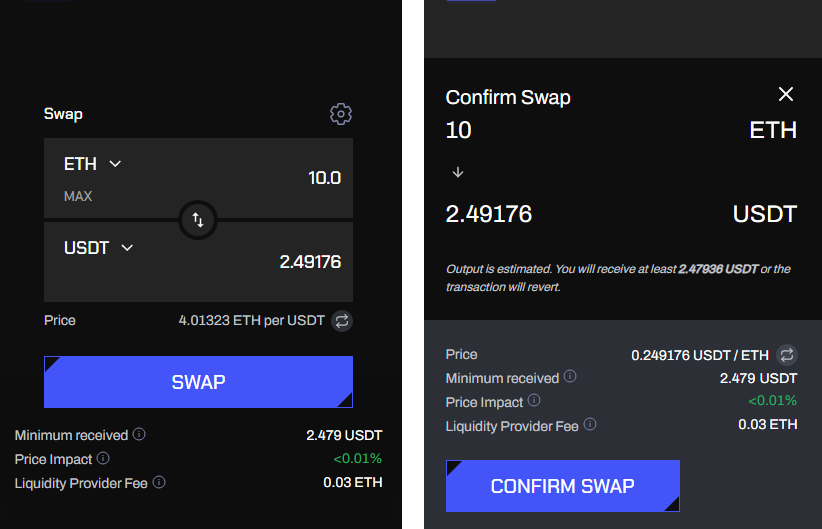 Swap
ETH
10.0
MAX
USDT
2.49176
Price 4.01323 ETH per USDT
SWAP
Minimum received 2.479 USDT
Price Impact <0.01%
Liquidity Provider Fee 0.03 ETH
Confirm Swap
10 ETH
2.49176 USDT
Output is estimated. You will receive at least 2.47936 USDT or the
transaction will revert.
Price 0.249176 USDT / ETH
Minimum received 2.479 USDT
Price Impact <0.01%
Liquidity Provider Fee 0.03 ETH
CONFIRM SWAP